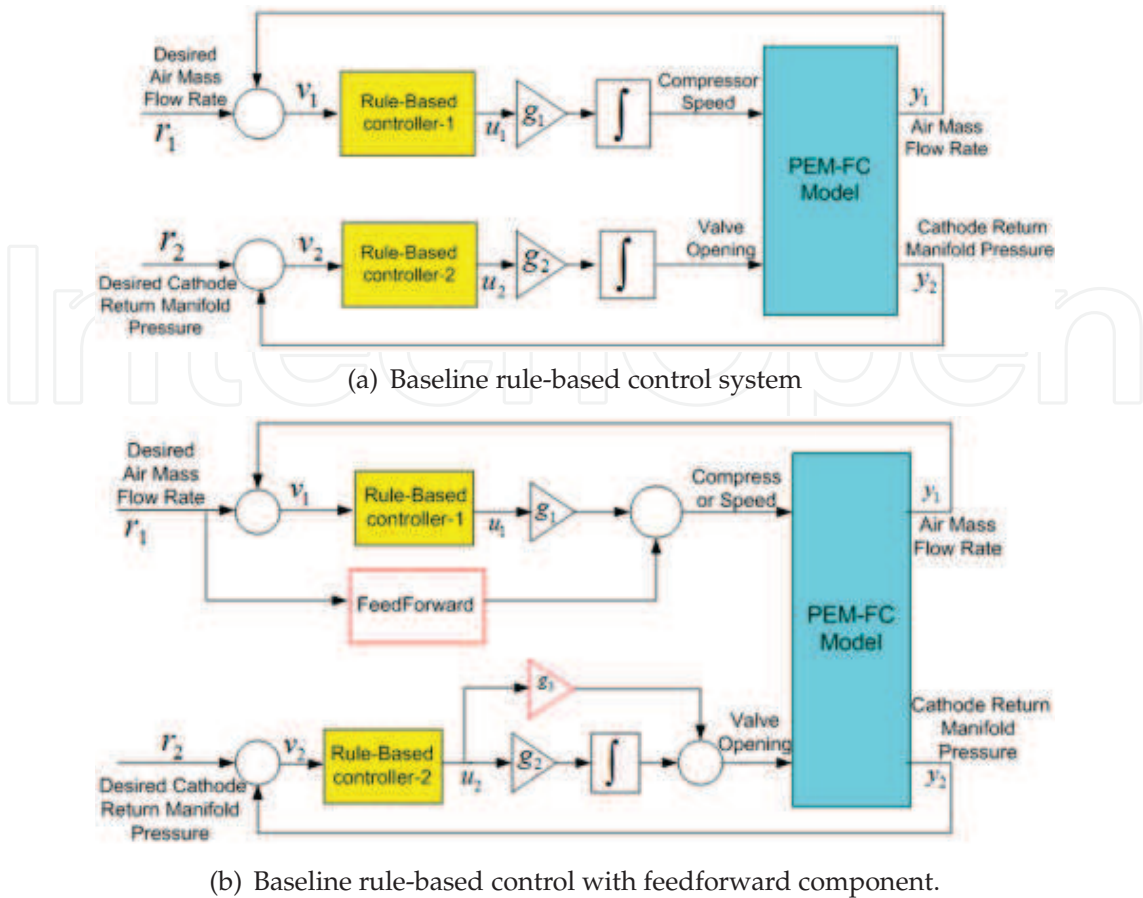 Desired
Air Mass
Flow Rate
r₁
v₁
Rule-Based
controller-1
u₁
g₁
∫
Compressor
Speed
PEM-FC
Model
y₁
Air Mass
Flow Rate
r₂
Desired Cathode
Return Manifold
Pressure
v₂
Rule-Based
controller-2
u₂
g₂
∫
Valve
Opening
Cathode Return
Manifold Pressure
y₂
(a) Baseline rule-based control system
Desired
Air Mass
Flow Rate
r₁
v₁
Rule-Based
controller-1
u₁
g₁
Compress
or Speed
FeedForward
PEM-FC
Model
y₁
Air Mass
Flow Rate
r₂
Desired Cathode
Return Manifold
Pressure
v₂
Rule-Based
controller-2
u₂
g₃
g₂
∫
Valve
Opening
Cathode Return
Manifold
Pressure
y₂
(b) Baseline rule-based control with feedforward component.
IntechOpen